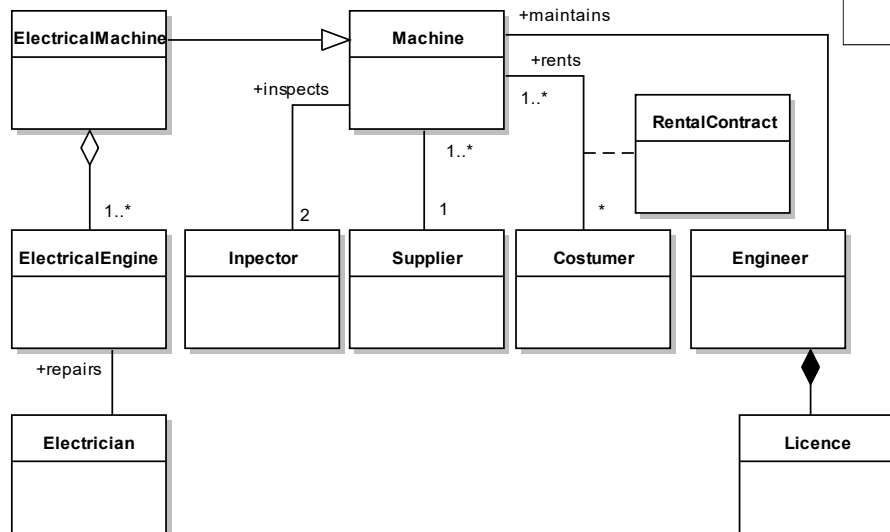 +maintains
ElectricalMachine
Machine
+rents
+inspects
1..*
RentalContract
1..*
1..*
2
1
*
ElectricalEngine
Inpector
Supplier
Costumer
Engineer
+repairs
Electrician
Licence